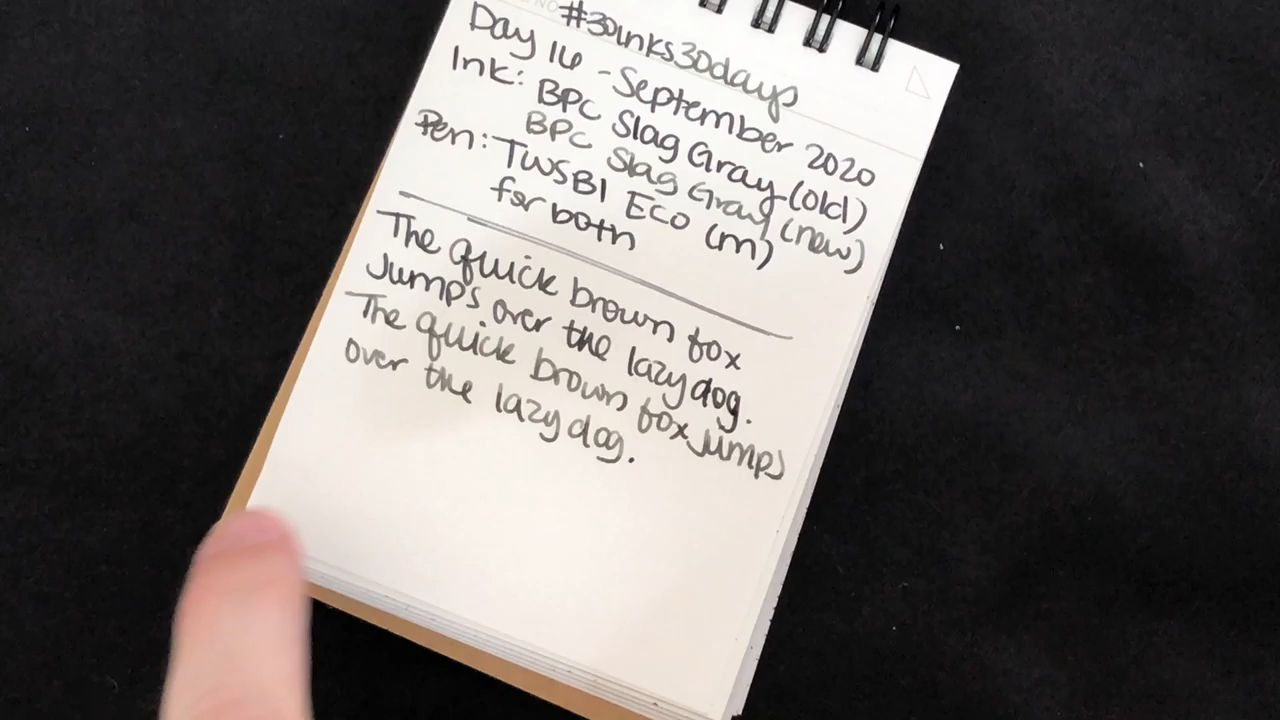 #30inks30days
Day 16 - September 2020
Ink: BPC Slag Gray (old)
BPC Slag Gray (new)
Pen: TWSBI Eco (m)
for both
The quick brown fox
jumps over the lazy dog.
The quick brown fox jumps
over the lazy dog.